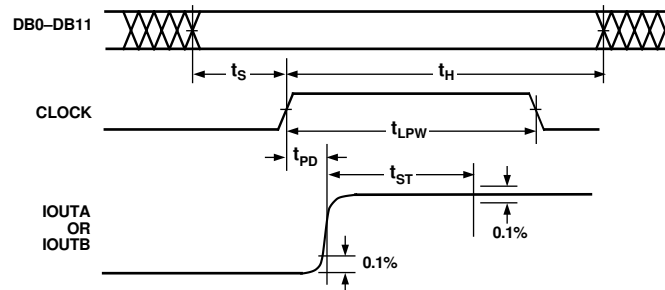 DB0–DB11
tS
tH
CLOCK
tLPW
tPD
tST
IOUTA
OR
IOUTB
0.1%
0.1%